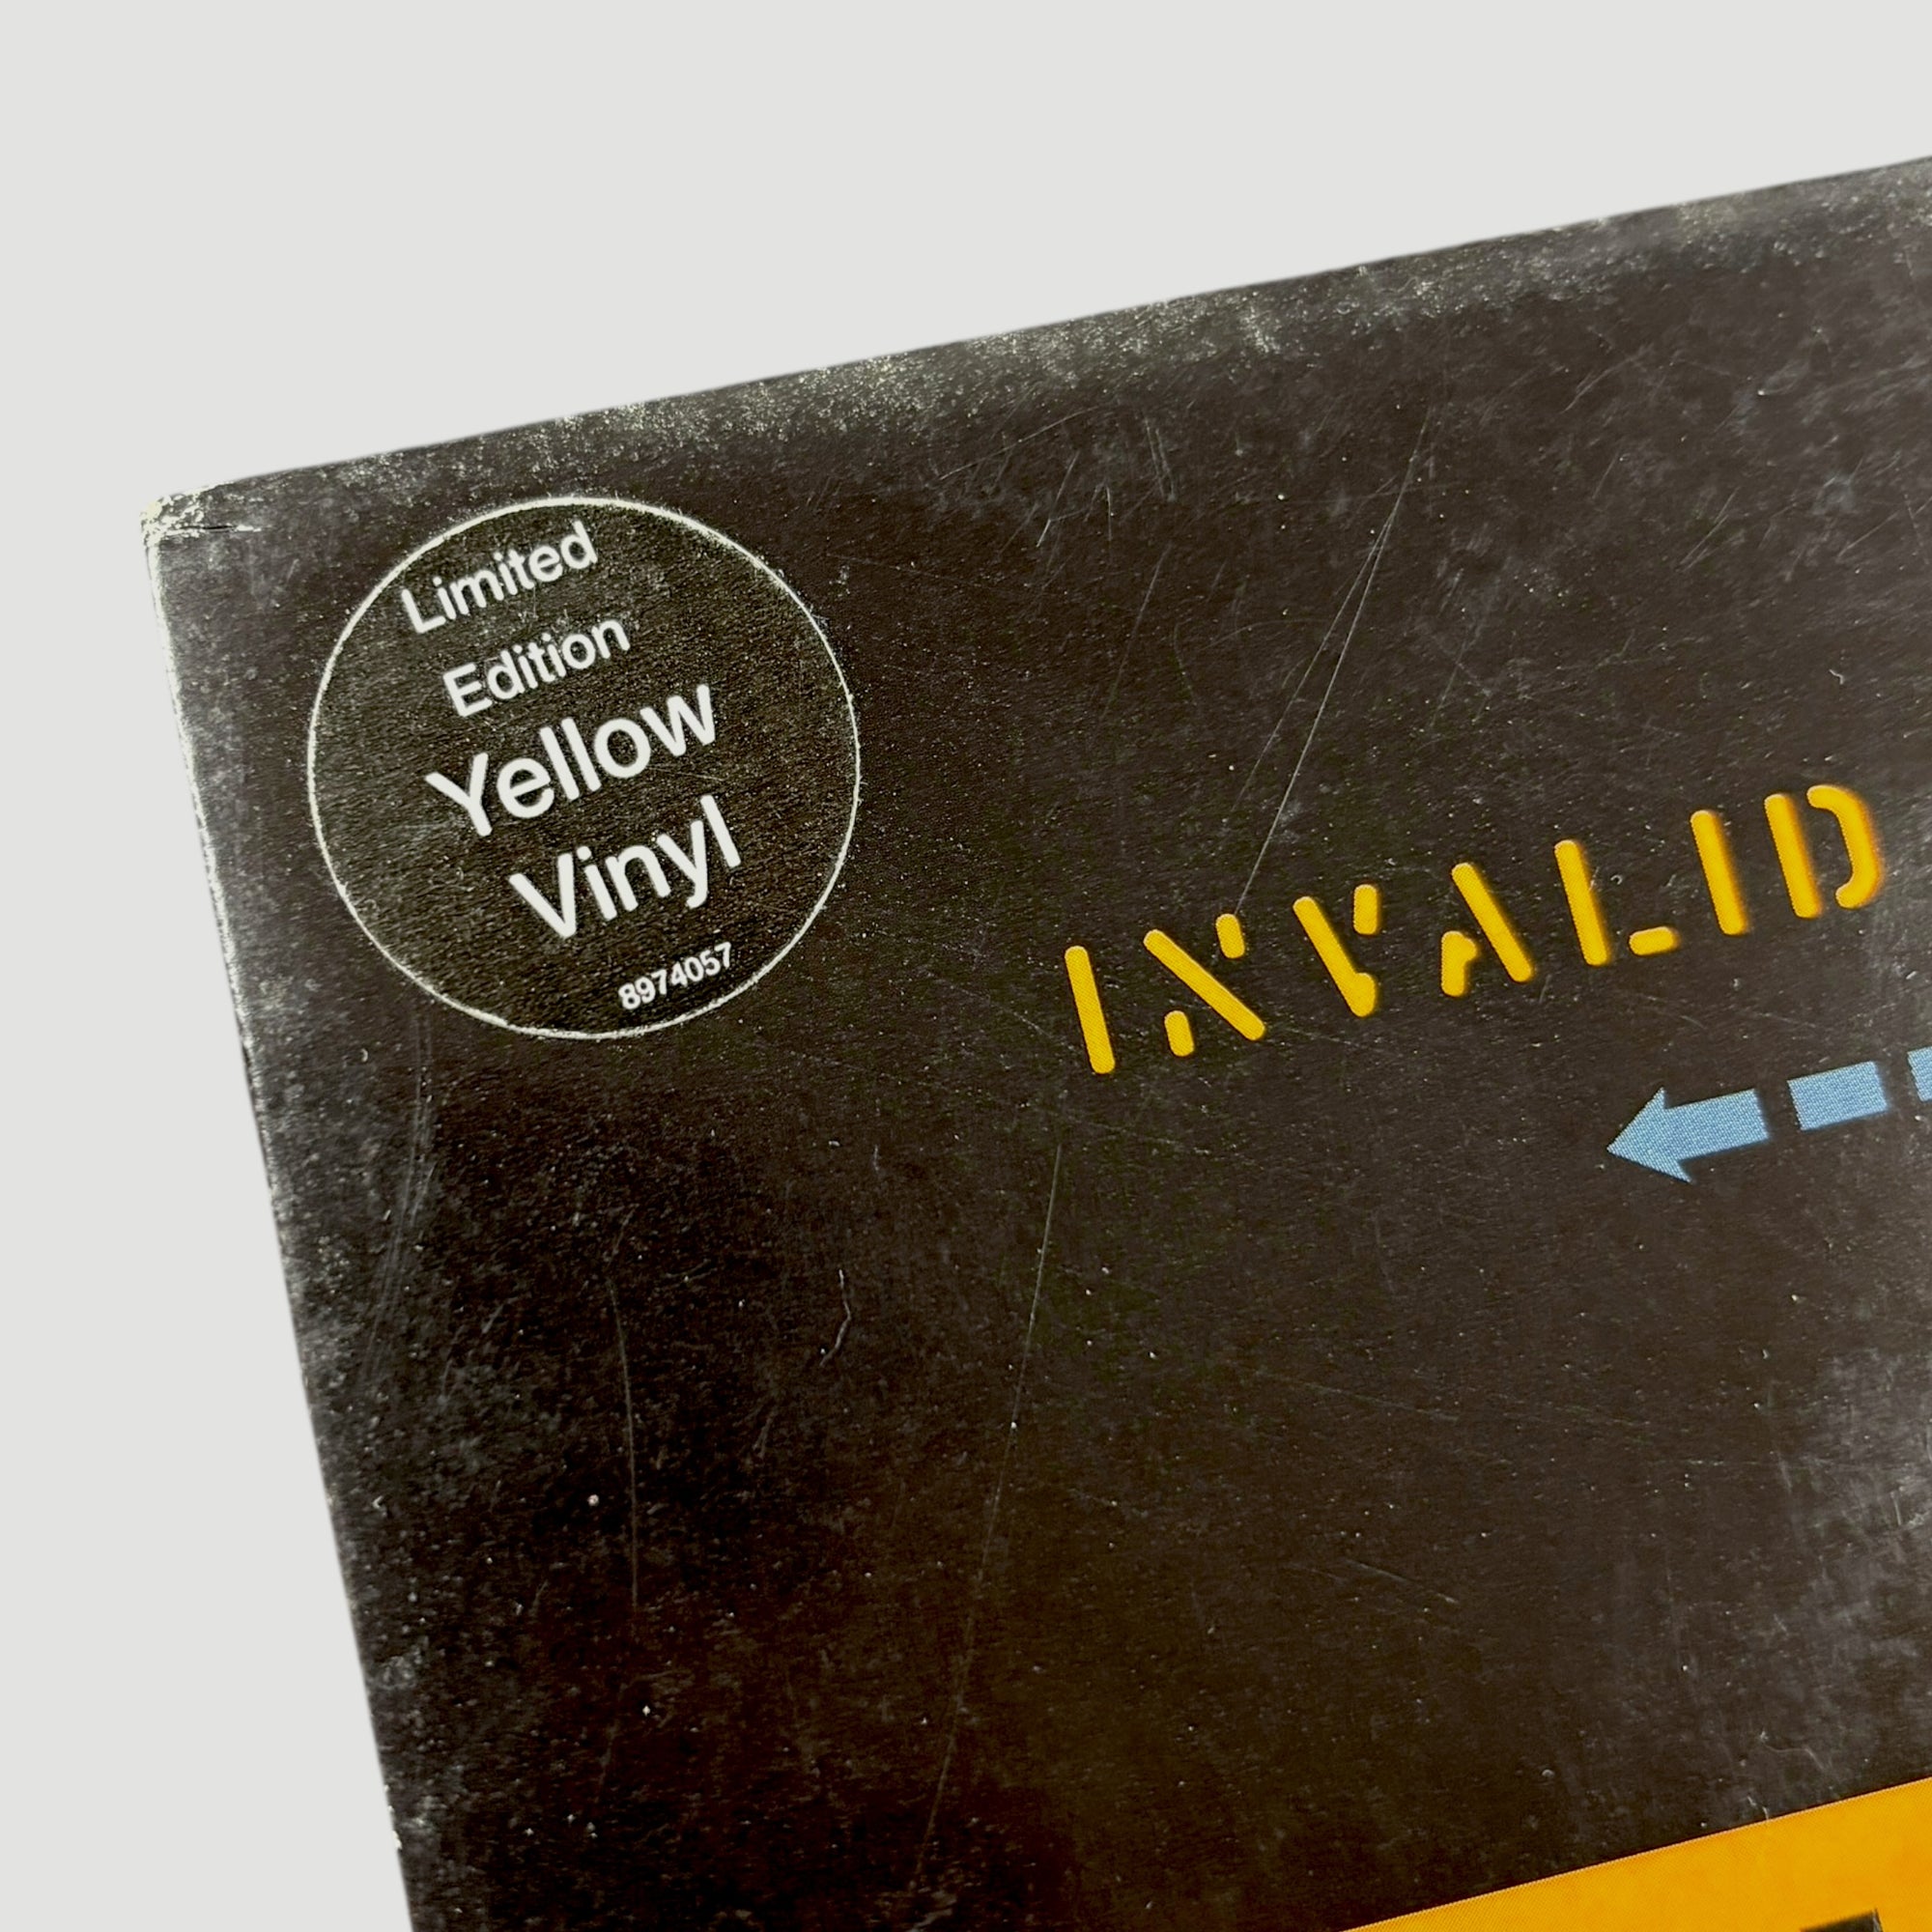 Limited
Edition
Yellow
Vinyl
8974057
INVALID